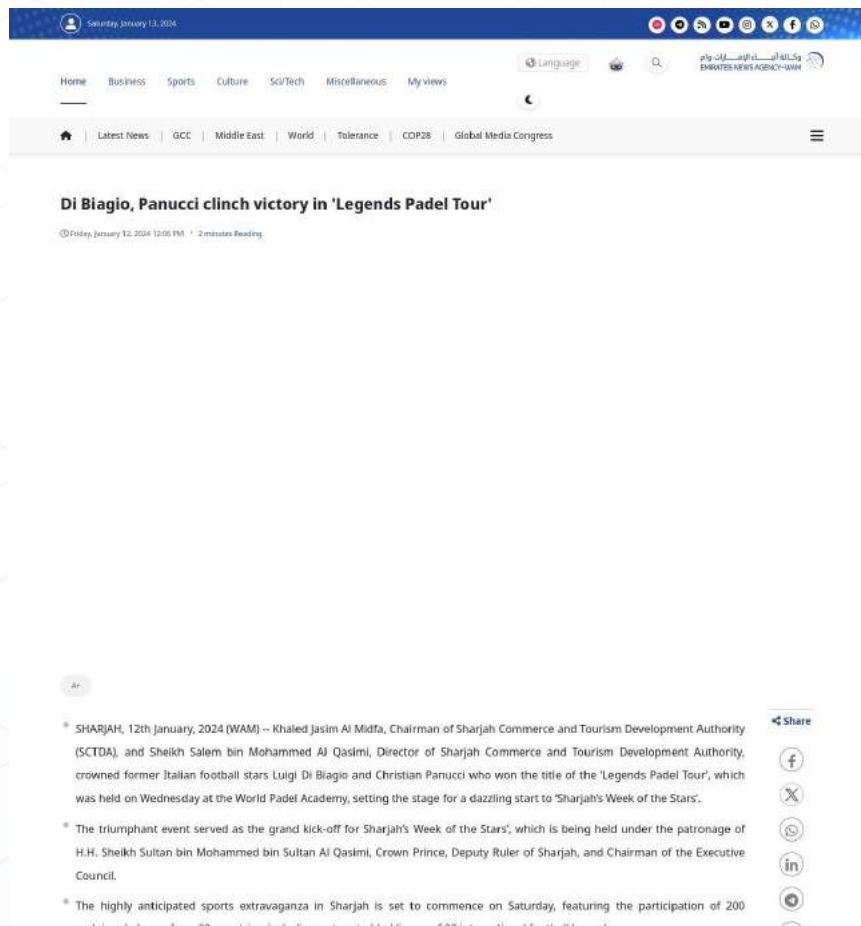 Saturday, January 13, 2024
Home Business Sports Culture Sci/Tech Miscellaneous My views
Language
وكالة أنباء الإمارات وام
EMIRATES NEWS AGENCY-WAM
Latest News | GCC | Middle East | World | Tolerance | COP28 | Global Media Congress
Di Biagio, Panucci clinch victory in 'Legends Padel Tour'
Friday, January 12, 2024 12:06 PM 2 minutes Reading
A+
SHARJAH, 12th January, 2024 (WAM) -- Khaled Jasim Al Midfa, Chairman of Sharjah Commerce and Tourism Development Authority
(SCTDA), and Sheikh Salem bin Mohammed Al Qasimi, Director of Sharjah Commerce and Tourism Development Authority,
crowned former Italian football stars Luigi Di Biagio and Christian Panucci who won the title of the 'Legends Padel Tour', which
was held on Wednesday at the World Padel Academy, setting the stage for a dazzling start to 'Sharjah's Week of the Stars'.
The triumphant event served as the grand kick-off for Sharjah's Week of the Stars', which is being held under the patronage of
H.H. Sheikh Sultan bin Mohammed bin Sultan Al Qasimi, Crown Prince, Deputy Ruler of Sharjah, and Chairman of the Executive
Council.
The highly anticipated sports extravaganza in Sharjah is set to commence on Saturday, featuring the participation of 200
Share